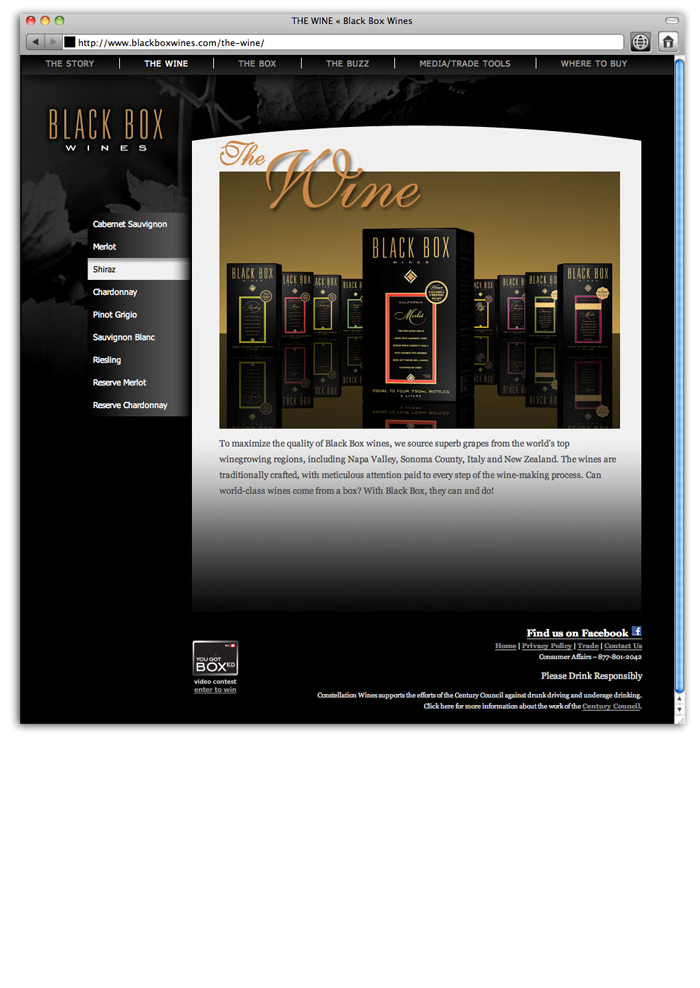 THE WINE « Black Box Wines
http://www.blackboxwines.com/the-wine/
THE STORY
THE WINE
THE BOX
THE BUZZ
MEDIA/TRADE TOOLS
WHERE TO BUY
BLACK BOX
WINES
Cabernet Sauvignon
Merlot
Shiraz
Chardonnay
Pinot Grigio
Sauvignon Blanc
Riesling
Reserve Merlot
Reserve Chardonnay
The Wine
BLACK BOX
WINES
CALIFORNIA
Merlot
EQUAL TO FOUR 750ML BOTTLES
3 LITERS
BLACK BOX
BLACK BOX
To maximize the quality of Black Box wines, we source superb grapes from the world's top
winegrowing regions, including Napa Valley, Sonoma County, Italy and New Zealand. The wines are
traditionally crafted, with meticulous attention paid to every step of the wine-making process. Can
world-class wines come from a box? With Black Box, they can and do!
YOU GOT
BOXED
video contest
enter to win
Find us on Facebook f
Home | Privacy Policy | Trade | Contact Us
Consumer Affairs – 877-801-2042
Please Drink Responsibly
Constellation Wines supports the efforts of the Century Council against drunk driving and underage drinking.
Click here for more information about the work of the Century Council.